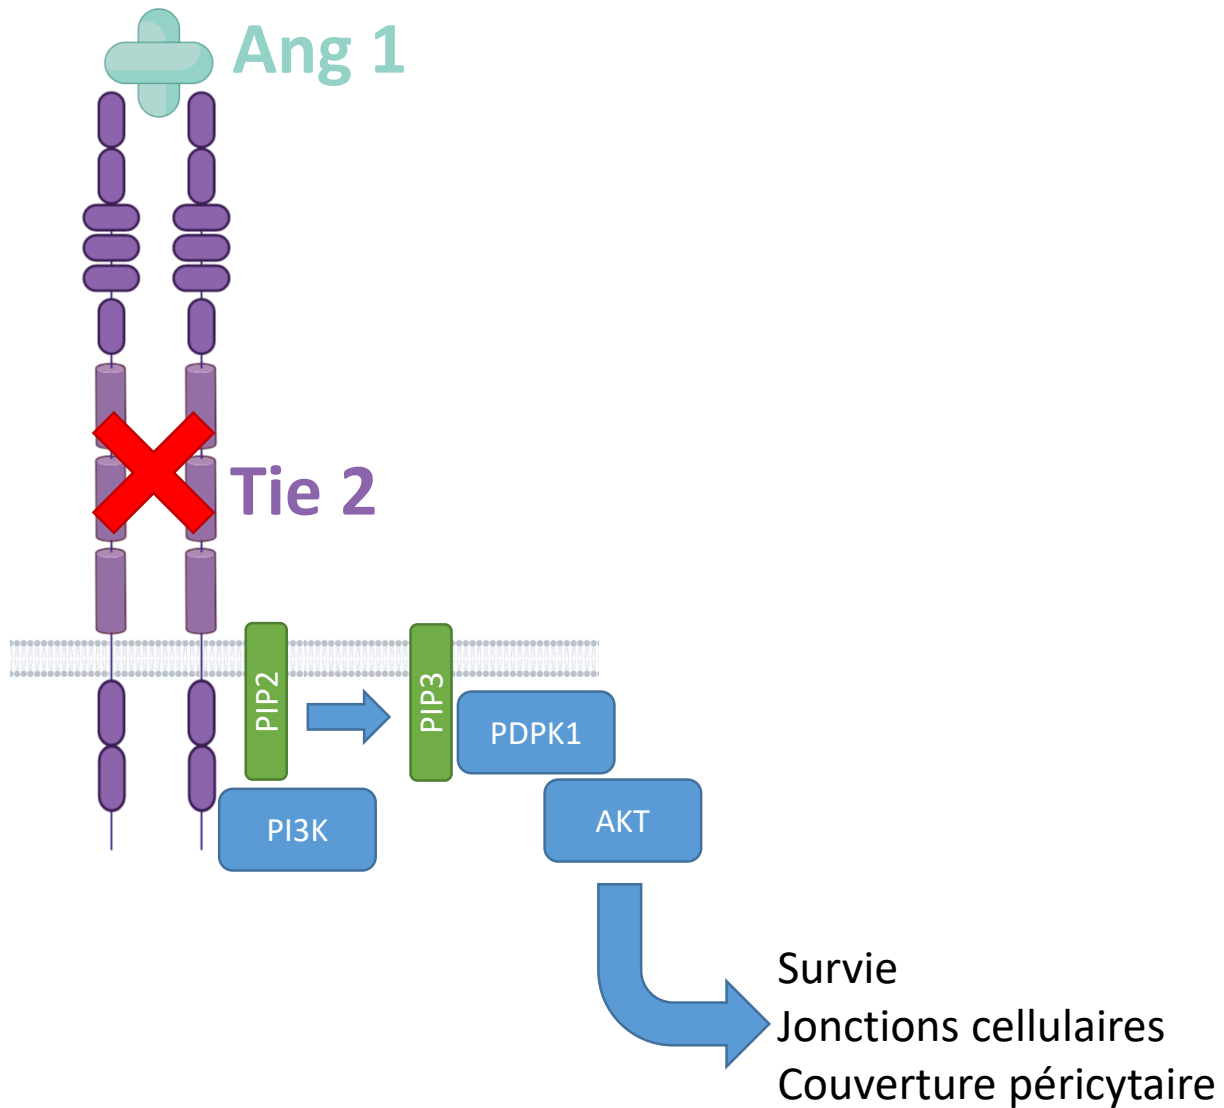 Ang 1
Tie 2
PIP2
PIP3
PDPK1
PI3K
AKT
Survie
Jonctions cellulaires
Couverture péricytaire